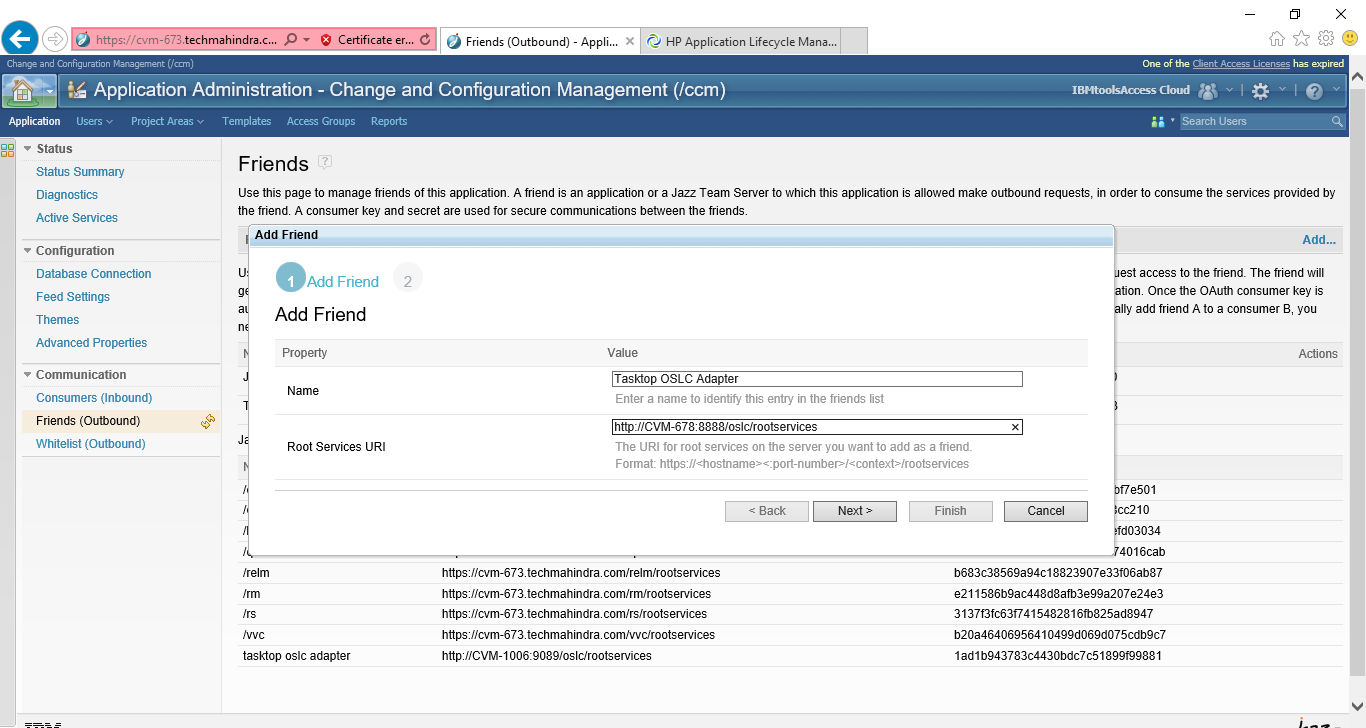 https://cvm-673.techmahindra.c...
Certificate er...
Friends (Outbound) - Appli...
HP Application Lifecycle Mana...
Change and Configuration Management (/ccm)
One of the Client Access Licenses has expired
Application Administration - Change and Configuration Management (/ccm)
IBMtoolsAccess Cloud
Application
Users
Project Areas
Templates
Access Groups
Reports
Search Users
Status
Status Summary
Diagnostics
Active Services
Configuration
Database Connection
Feed Settings
Themes
Advanced Properties
Communication
Consumers (Inbound)
Friends (Outbound)
Whitelist (Outbound)
Friends ?
Use this page to manage friends of this application. A friend is an application or a Jazz Team Server to which this application is allowed make outbound requests, in order to consume the services provided by
the friend. A consumer key and secret are used for secure communications between the friends.
Add...
uest access to the friend. The friend will
ation. Once the OAuth consumer key is
ally add friend A to a consumer B, you
ne
Actions
Add Friend
1 Add Friend 2
Add Friend
Property Value
Name Tasktop OSLC Adapter
Enter a name to identify this entry in the friends list
Root Services URI http://CVM-678:8888/oslc/rootservices
The URI for root services on the server you want to add as a friend.
Format: https://<hostname><:port-number>/<context>/rootservices
< Back Next > Finish Cancel
bf7e501
cc210
efd03034
74016cab
/relm https://cvm-673.techmahindra.com/relm/rootservices b683c38569a94c18823907e33f06ab87
/rm https://cvm-673.techmahindra.com/rm/rootservices e211586b9ac448d8afb3e99a207e24e3
/rs https://cvm-673.techmahindra.com/rs/rootservices 3137f3fc63f7415482816fb825ad8947
/vvc https://cvm-673.techmahindra.com/vvc/rootservices b20a46406956410499d069d075cdb9c7
tasktop oslc adapter http://CVM-1006:9089/oslc/rootservices 1ad1b943783c4430bdc7c51899f99881